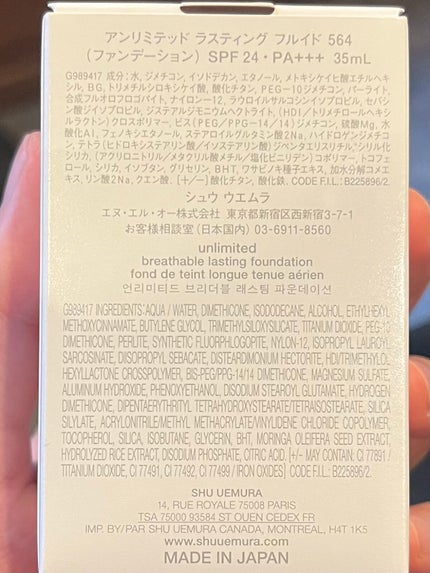 アンリミテッド ラスティング フルイド 564
(ファンデーション) SPF 24・PA+++ 35mL
G989417 成分:水、ジメチコン、イソドデカン、エタノール、メトキシケイヒ酸エチルヘキ
シル、BG、トリメチルシロキシケイ酸、酸化チタン、PEG-10ジメチコン、パーライト、
合成フルオロフロゴパイト、ナイロン-12、ラウロイルサルコシンイソプロピル、セバシ
ン酸ジイソプロピル、ジステアルジモニウムヘクトライト、(HDI/トリメチロールヘキシ
ルラクトン)クロスポリマー、ビス(PEG/PPG-14/14)ジメチコン、硫酸Mg、水
酸化Al、フェノキシエタノール、ステアロイルグルタミン酸2Na、ハイドロゲンジメチコ
ン、テトラ(ヒドロキシステアリン酸/イソステアリン酸)ジペンタエリスリチル、シリル化
シリカ、(アクリロニトリル/メタクリル酸メチル/塩化ビニリデン)コポリマー、トコフェ
ロール、シリカ、イソブタン、グリセリン、BHT、ワサビノキ種子エキス、加水分解コメエ
キス、リン酸2Na、クエン酸、[+/-]酸化チタン、酸化鉄. CODE F.I.L.: B225896/2.
シュウ ウエムラ
エヌ・エル・オー株式会社 東京都新宿区西新宿3-7-1
お客様相談室(日本国内) 03-6911-8560
unlimited
breathable lasting foundation
fond de teint longue tenue aérien
언리미티드 브리더블 래스팅 파운데이션
G989417 INGREDIENTS: AQUA / WATER, DIMETHICONE, ISODODECANE, ALCOHOL, ETHYLHEXYL
METHOXYCINNAMATE, BUTYLENE GLYCOL, TRIMETHYLSILOXYSILICATE, TITANIUM DIOXIDE, PEG-10
DIMETHICONE, PERLITE, SYNTHETIC FLUORPHLOGOPITE, NYLON-12, ISOPROPYL LAUROYL
SARCOSINATE, DIISOPROPYL SEBACATE, DISTEARDIMONIUM HECTORITE, HDI/TRIMETHYLOL
HEXYLLACTONE CROSSPOLYMER, BIS-PEG/PPG-14/14 DIMETHICONE, MAGNESIUM SULFATE,
ALUMINUM HYDROXIDE, PHENOXYETHANOL, DISODIUM STEAROYL GLUTAMATE, HYDROGEN
DIMETHICONE, DIPENTAERYTHRITYL TETRAHYDROXYSTEARATE/TETRAISOSTEARATE, SILICA
SILYLATE, ACRYLONITRILE/METHYL METHACRYLATE/VINYLIDENE CHLORIDE COPOLYMER,
TOCOPHEROL, SILICA, ISOBUTANE, GLYCERIN, BHT, MORINGA OLEIFERA SEED EXTRACT,
HYDROLYZED RICE EXTRACT, DISODIUM PHOSPHATE, CITRIC ACID. [+/- MAY CONTAIN: CI 77891 /
TITANIUM DIOXIDE, CI 77491, CI 77492, CI 77499 / IRON OXIDES] CODE F.I.L.: B225896/2.
SHU UEMURA
14, RUE ROYALE 75008 PARIS
TSA 75000 93584 ST OUEN CEDEX FR
IMP. BY/PAR SHU UEMURA CANADA, MONTREAL, H4T 1K5
www.shuuemura.com
MADE IN JAPAN